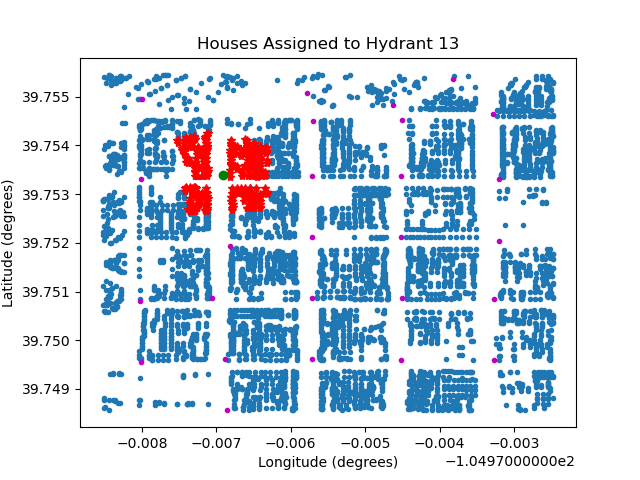 Houses Assigned to Hydrant 13
Latitude (degrees)
39.755
39.754
39.753
39.752
39.751
39.750
39.749
−0.008 −0.007 −0.006 −0.005 −0.004 −0.003
Longitude (degrees)
−1.0497000000e2